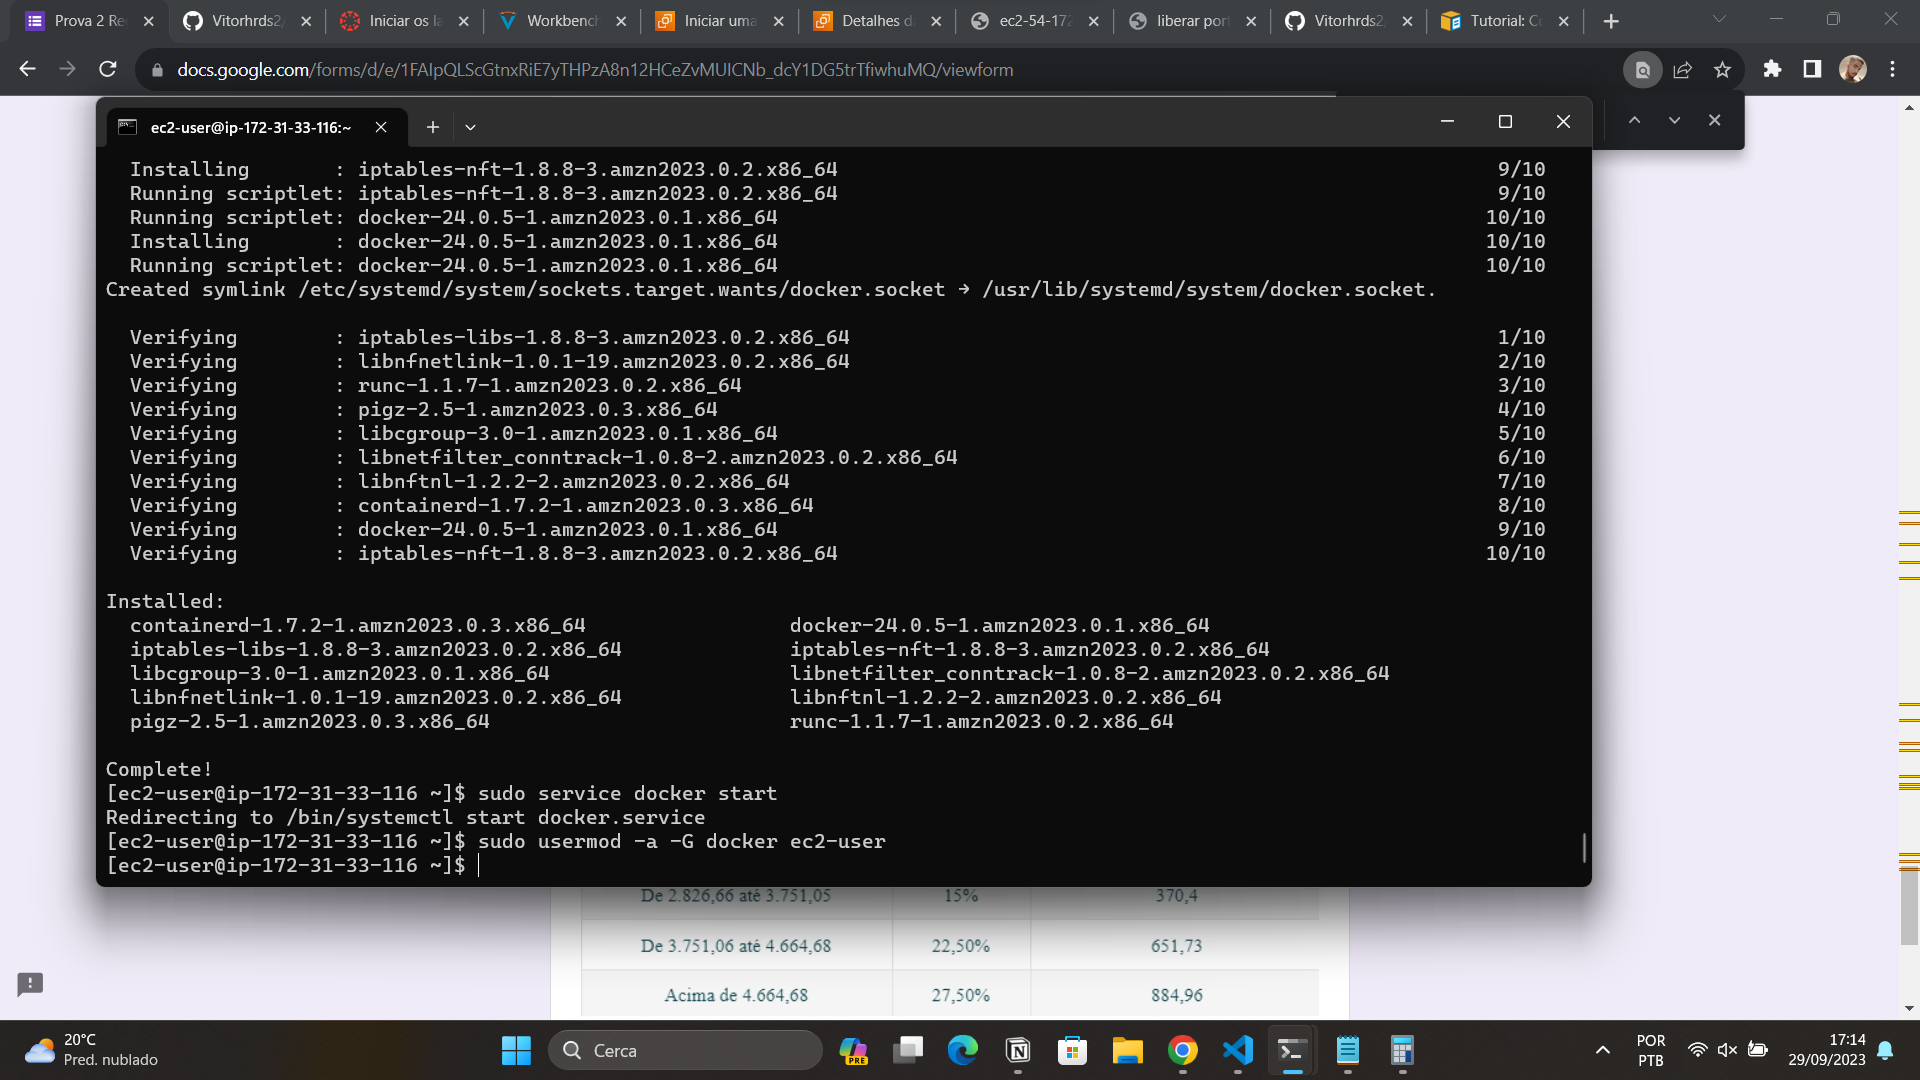 Prova 2 Re
Vitorhrds2/
Iniciar os la
Workbench
Iniciar uma
Detalhes d
ec2-54-172
liberar port
Vitorhrds2
Tutorial: Co
docs.google.com/forms/d/e/1FAIpQLScGtnxRiE7yTHPzA8n12HCeZvMUICNb_dcY1DG5trTfiwhuMQ/viewform
ec2-user@ip-172-31-33-116:~
Installing : iptables-nft-1.8.8-3.amzn2023.0.2.x86_64 9/10
Running scriptlet: iptables-nft-1.8.8-3.amzn2023.0.2.x86_64 9/10
Running scriptlet: docker-24.0.5-1.amzn2023.0.1.x86_64 10/10
Installing : docker-24.0.5-1.amzn2023.0.1.x86_64 10/10
Running scriptlet: docker-24.0.5-1.amzn2023.0.1.x86_64 10/10
Created symlink /etc/systemd/system/sockets.target.wants/docker.socket → /usr/lib/systemd/system/docker.socket.
Verifying : iptables-libs-1.8.8-3.amzn2023.0.2.x86_64 1/10
Verifying : libnfnetlink-1.0.1-19.amzn2023.0.2.x86_64 2/10
Verifying : runc-1.1.7-1.amzn2023.0.2.x86_64 3/10
Verifying : pigz-2.5-1.amzn2023.0.3.x86_64 4/10
Verifying : libcgroup-3.0-1.amzn2023.0.1.x86_64 5/10
Verifying : libnetfilter_conntrack-1.0.8-2.amzn2023.0.2.x86_64 6/10
Verifying : libnftnl-1.2.2-2.amzn2023.0.2.x86_64 7/10
Verifying : containerd-1.7.2-1.amzn2023.0.3.x86_64 8/10
Verifying : docker-24.0.5-1.amzn2023.0.1.x86_64 9/10
Verifying : iptables-nft-1.8.8-3.amzn2023.0.2.x86_64 10/10
Installed:
containerd-1.7.2-1.amzn2023.0.3.x86_64 docker-24.0.5-1.amzn2023.0.1.x86_64
iptables-libs-1.8.8-3.amzn2023.0.2.x86_64 iptables-nft-1.8.8-3.amzn2023.0.2.x86_64
libcgroup-3.0-1.amzn2023.0.1.x86_64 libnetfilter_conntrack-1.0.8-2.amzn2023.0.2.x86_64
libnfnetlink-1.0.1-19.amzn2023.0.2.x86_64 libnftnl-1.2.2-2.amzn2023.0.2.x86_64
pigz-2.5-1.amzn2023.0.3.x86_64 runc-1.1.7-1.amzn2023.0.2.x86_64
Complete!
[ec2-user@ip-172-31-33-116 ~]$ sudo service docker start
Redirecting to /bin/systemctl start docker.service
[ec2-user@ip-172-31-33-116 ~]$ sudo usermod -a -G docker ec2-user
[ec2-user@ip-172-31-33-116 ~]$
De 2.826,66 até 3.751,05 15% 370,4
De 3.751,06 até 4.664,68 22,50% 651,73
Acima de 4.664,68 27,50% 884,96
20°C
Pred. nublado
Cerca
PRE
POR
PTB
17:14
29/09/2023